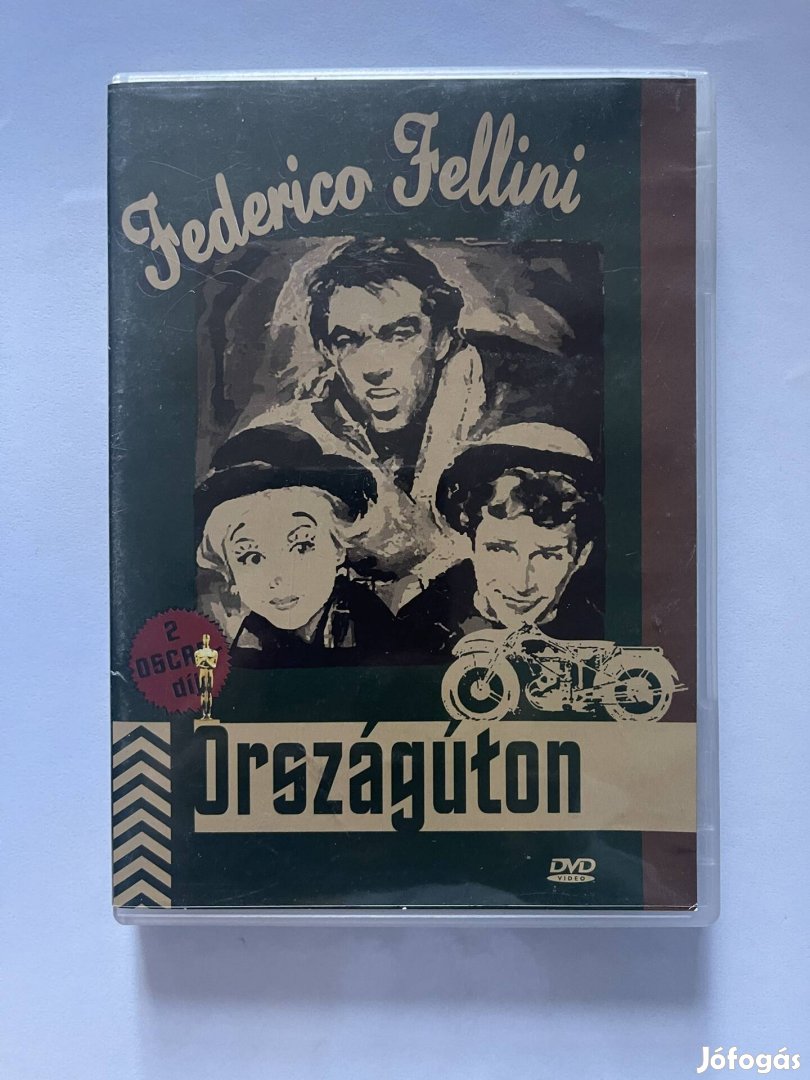 Federico Fellini
2
OSCAR-
díj
Országúton
DVD
VIDEO
Jófogás